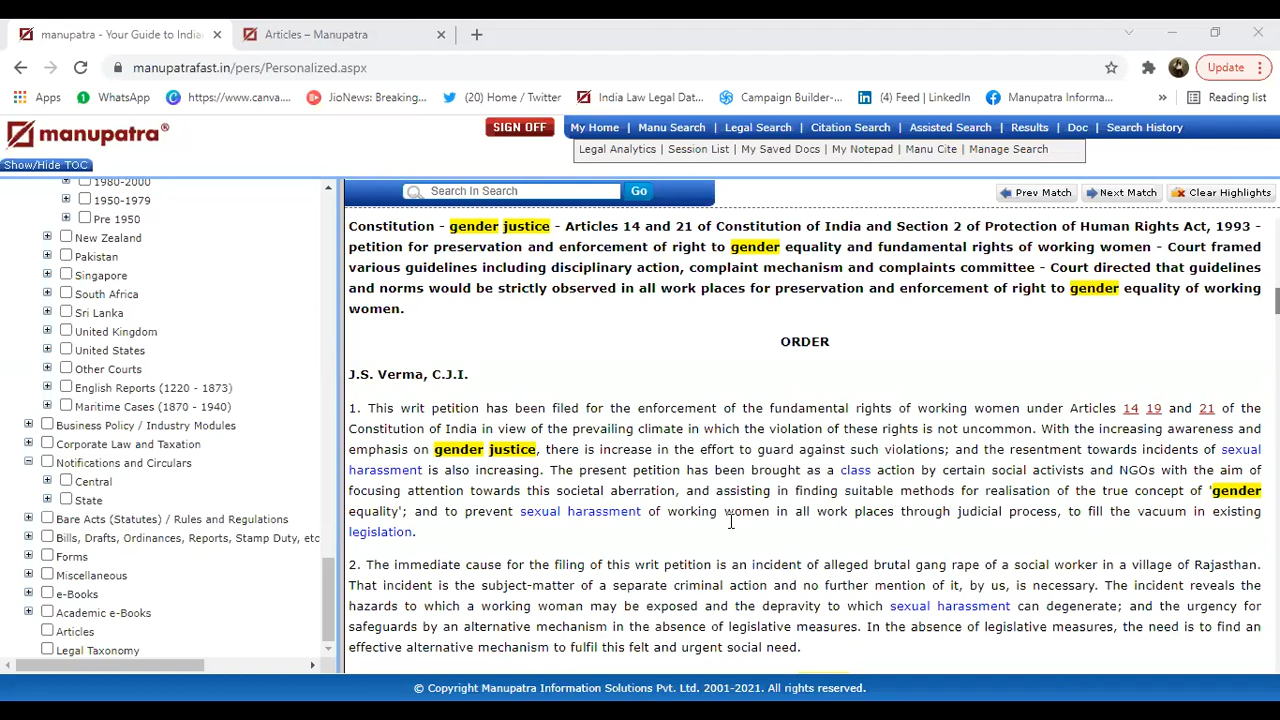 manupatra - Your Guide to India
Articles – Manupatra
manupatrafast.in/pers/Personalized.aspx
Update
Apps
WhatsApp
https://www.canva....
JioNews: Breaking...
(20) Home / Twitter
India Law Legal Dat...
Campaign Builder-...
(4) Feed | LinkedIn
Manupatra Informa...
»
Reading list
manupatra®
SIGN OFF
My Home | Manu Search | Legal Search | Citation Search | Assisted Search | Results | Doc | Search History
Legal Analytics | Session List | My Saved Docs | My Notepad | Manu Cite | Manage Search
Show/Hide TOC
1980-2000
1950-1979
Pre 1950
New Zealand
Pakistan
Singapore
South Africa
Sri Lanka
United Kingdom
United States
Other Courts
English Reports (1220 - 1873)
Maritime Cases (1870 - 1940)
Business Policy / Industry Modules
Corporate Law and Taxation
Notifications and Circulars
Central
State
Bare Acts (Statutes) / Rules and Regulations
Bills, Drafts, Ordinances, Reports, Stamp Duty, etc
Forms
Miscellaneous
e-Books
Academic e-Books
Articles
Legal Taxonomy
Search In Search
Go
Prev Match
Next Match
Clear Highlights
Constitution - gender justice - Articles 14 and 21 of Constitution of India and Section 2 of Protection of Human Rights Act, 1993 -
petition for preservation and enforcement of right to gender equality and fundamental rights of working women - Court framed
various guidelines including disciplinary action, complaint mechanism and complaints committee - Court directed that guidelines
and norms would be strictly observed in all work places for preservation and enforcement of right to gender equality of working
women.
ORDER
J.S. Verma, C.J.I.
1. This writ petition has been filed for the enforcement of the fundamental rights of working women under Articles 14 19 and 21 of the
Constitution of India in view of the prevailing climate in which the violation of these rights is not uncommon. With the increasing awareness and
emphasis on gender justice, there is increase in the effort to guard against such violations; and the resentment towards incidents of sexual
harassment is also increasing. The present petition has been brought as a class action by certain social activists and NGOs with the aim of
focusing attention towards this societal aberration, and assisting in finding suitable methods for realisation of the true concept of 'gender
equality'; and to prevent sexual harassment of working women in all work places through judicial process, to fill the vacuum in existing
legislation.
2. The immediate cause for the filing of this writ petition is an incident of alleged brutal gang rape of a social worker in a village of Rajasthan.
That incident is the subject-matter of a separate criminal action and no further mention of it, by us, is necessary. The incident reveals the
hazards to which a working woman may be exposed and the depravity to which sexual harassment can degenerate; and the urgency for
safeguards by an alternative mechanism in the absence of legislative measures. In the absence of legislative measures, the need is to find an
effective alternative mechanism to fulfil this felt and urgent social need.
© Copyright Manupatra Information Solutions Pvt. Ltd. 2001-2021. All rights reserved.